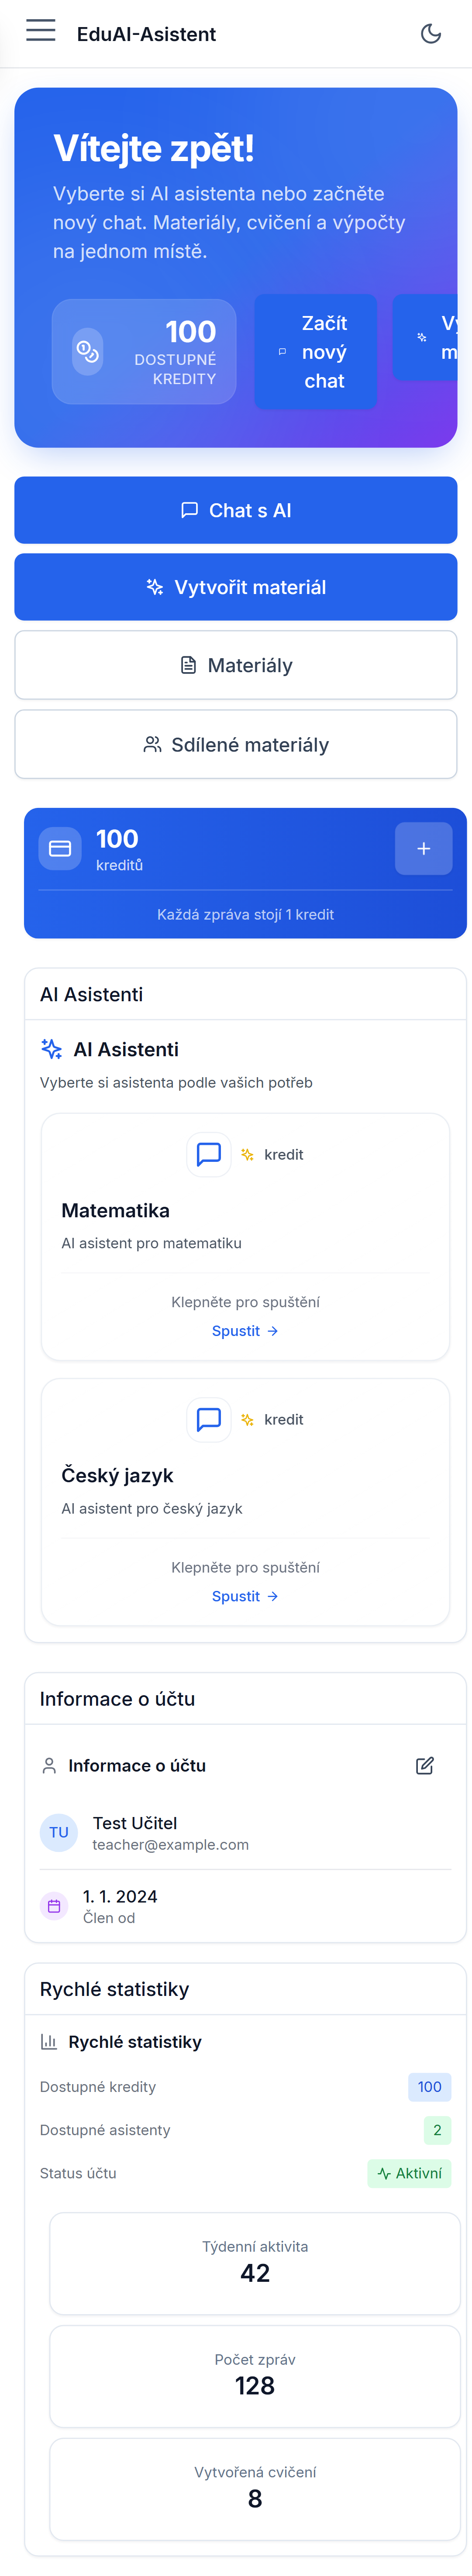 EduAI-Asistent
Vítejte zpět!
Vyberte si AI asistenta nebo začněte
nový chat. Materiály, cvičení a výpočty
na jednom místě.
100
DOSTUPNÉ
KREDITY
Začít
nový
chat
Chat s AI
Vytvořit materiál
Materiály
Sdílené materiály
100
kreditů
Každá zpráva stojí 1 kredit
AI Asistenti
AI Asistenti
Vyberte si asistenta podle vašich potřeb
kredit
Matematika
AI asistent pro matematiku
Klepněte pro spuštění
Spustit
kredit
Český jazyk
AI asistent pro český jazyk
Klepněte pro spuštění
Spustit
Informace o účtu
Informace o účtu
TU
Test Učitel
teacher@example.com
1. 1. 2024
Člen od
Rychlé statistiky
Rychlé statistiky
Dostupné kredity 100
Dostupné asistenty 2
Status účtu Aktivní
Týdenní aktivita
42
Počet zpráv
128
Vytvořená cvičení
8